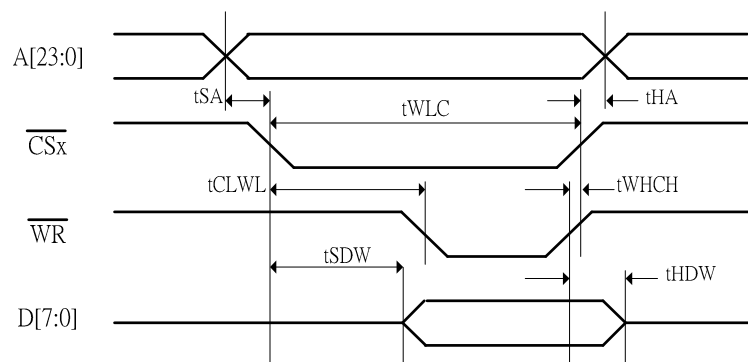 A[23:0]
tSA
tWLC
tHA
CSx
tCLWL
tWHCH
WR
tSDW
tHDW
D[7:0]